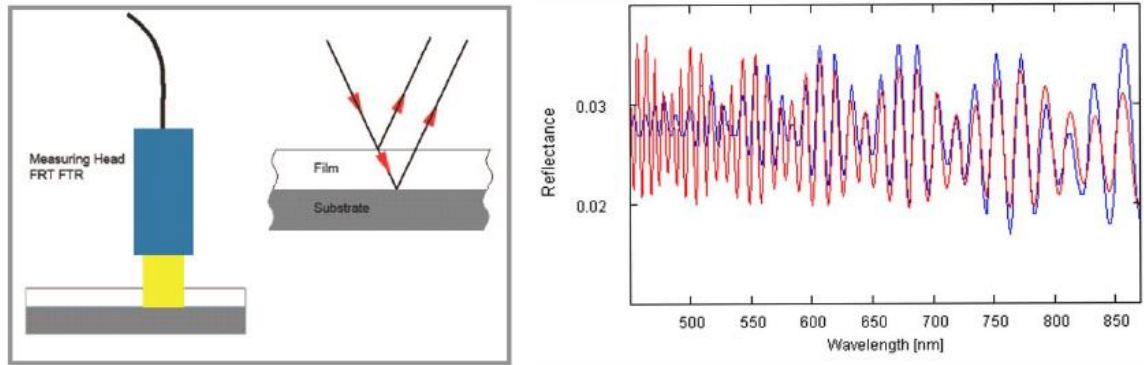 Measuring Head
FRT FTR
Film
Substrate
Reflectance
0.03
0.02
500 550 600 650 700 750 800 850
Wavelength [nm]